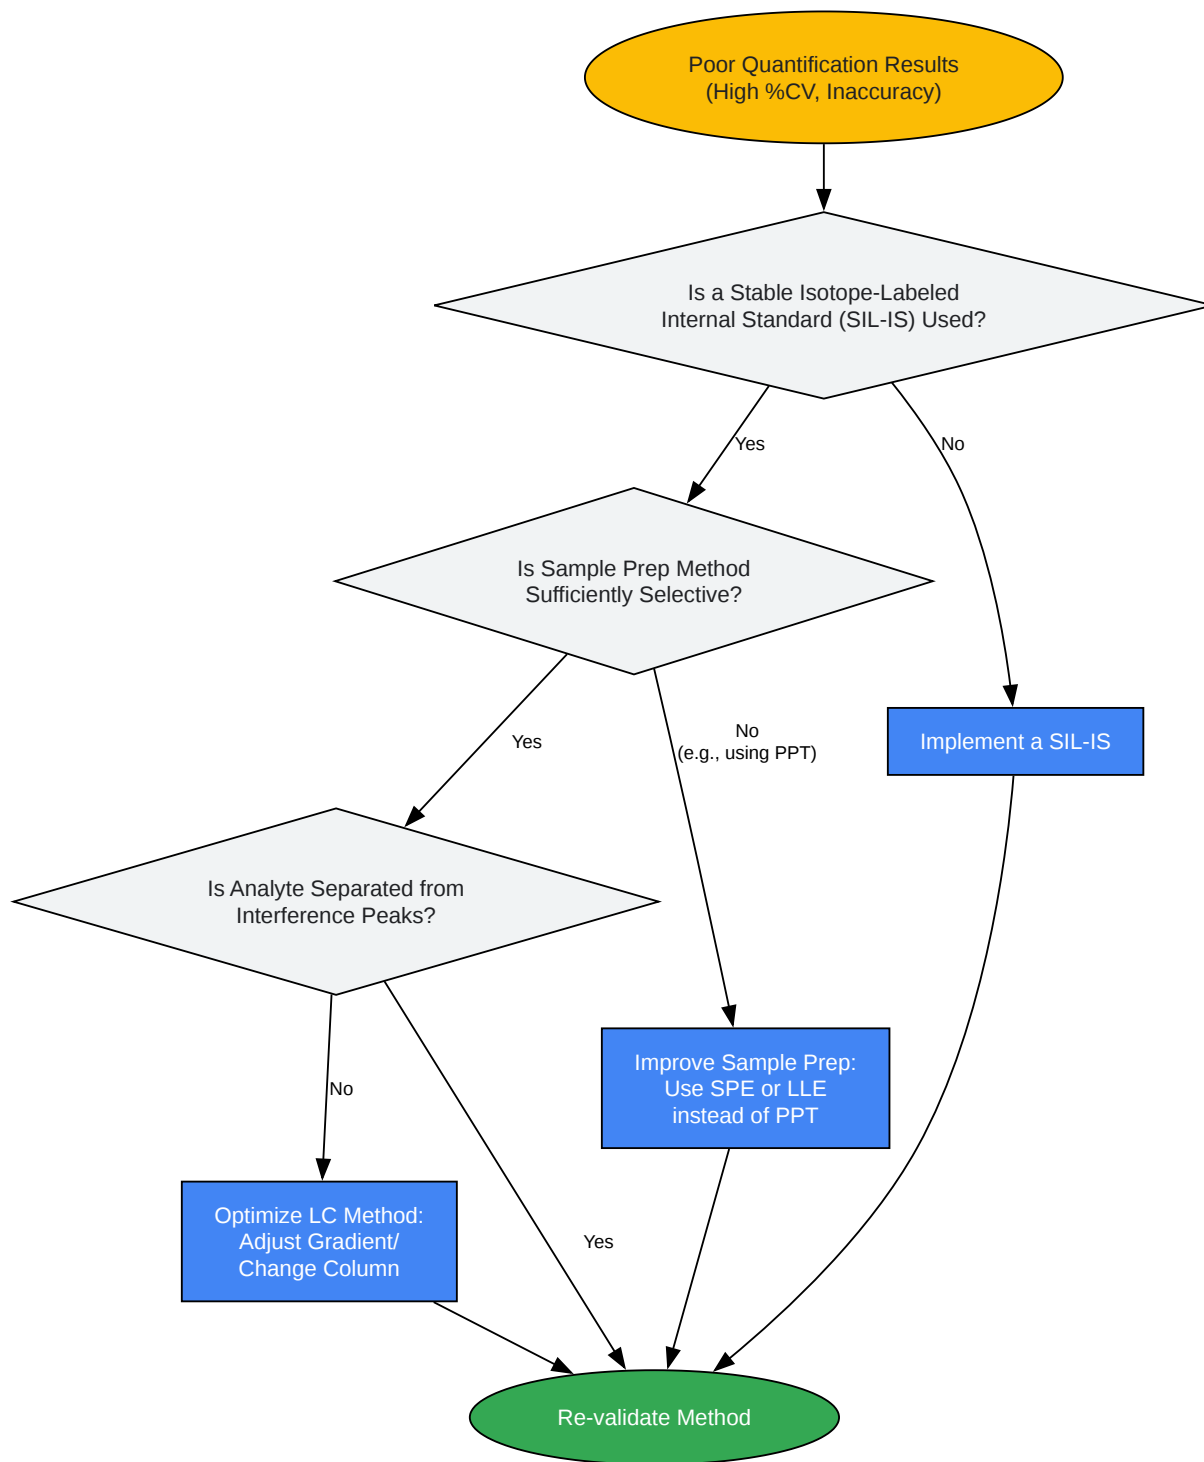 Poor Quantification Results
(High %CV, Inaccuracy)
Is a Stable Isotope-Labeled
Internal Standard (SIL-IS) Used?
Yes
No
Is Sample Prep Method
Sufficiently Selective?
Yes
No
(e.g., using PPT)
Implement a SIL-IS
Is Analyte Separated from
Interference Peaks?
No
Improve Sample Prep:
Use SPE or LLE
instead of PPT
Optimize LC Method:
Adjust Gradient/
Change Column
Yes
Re-validate Method